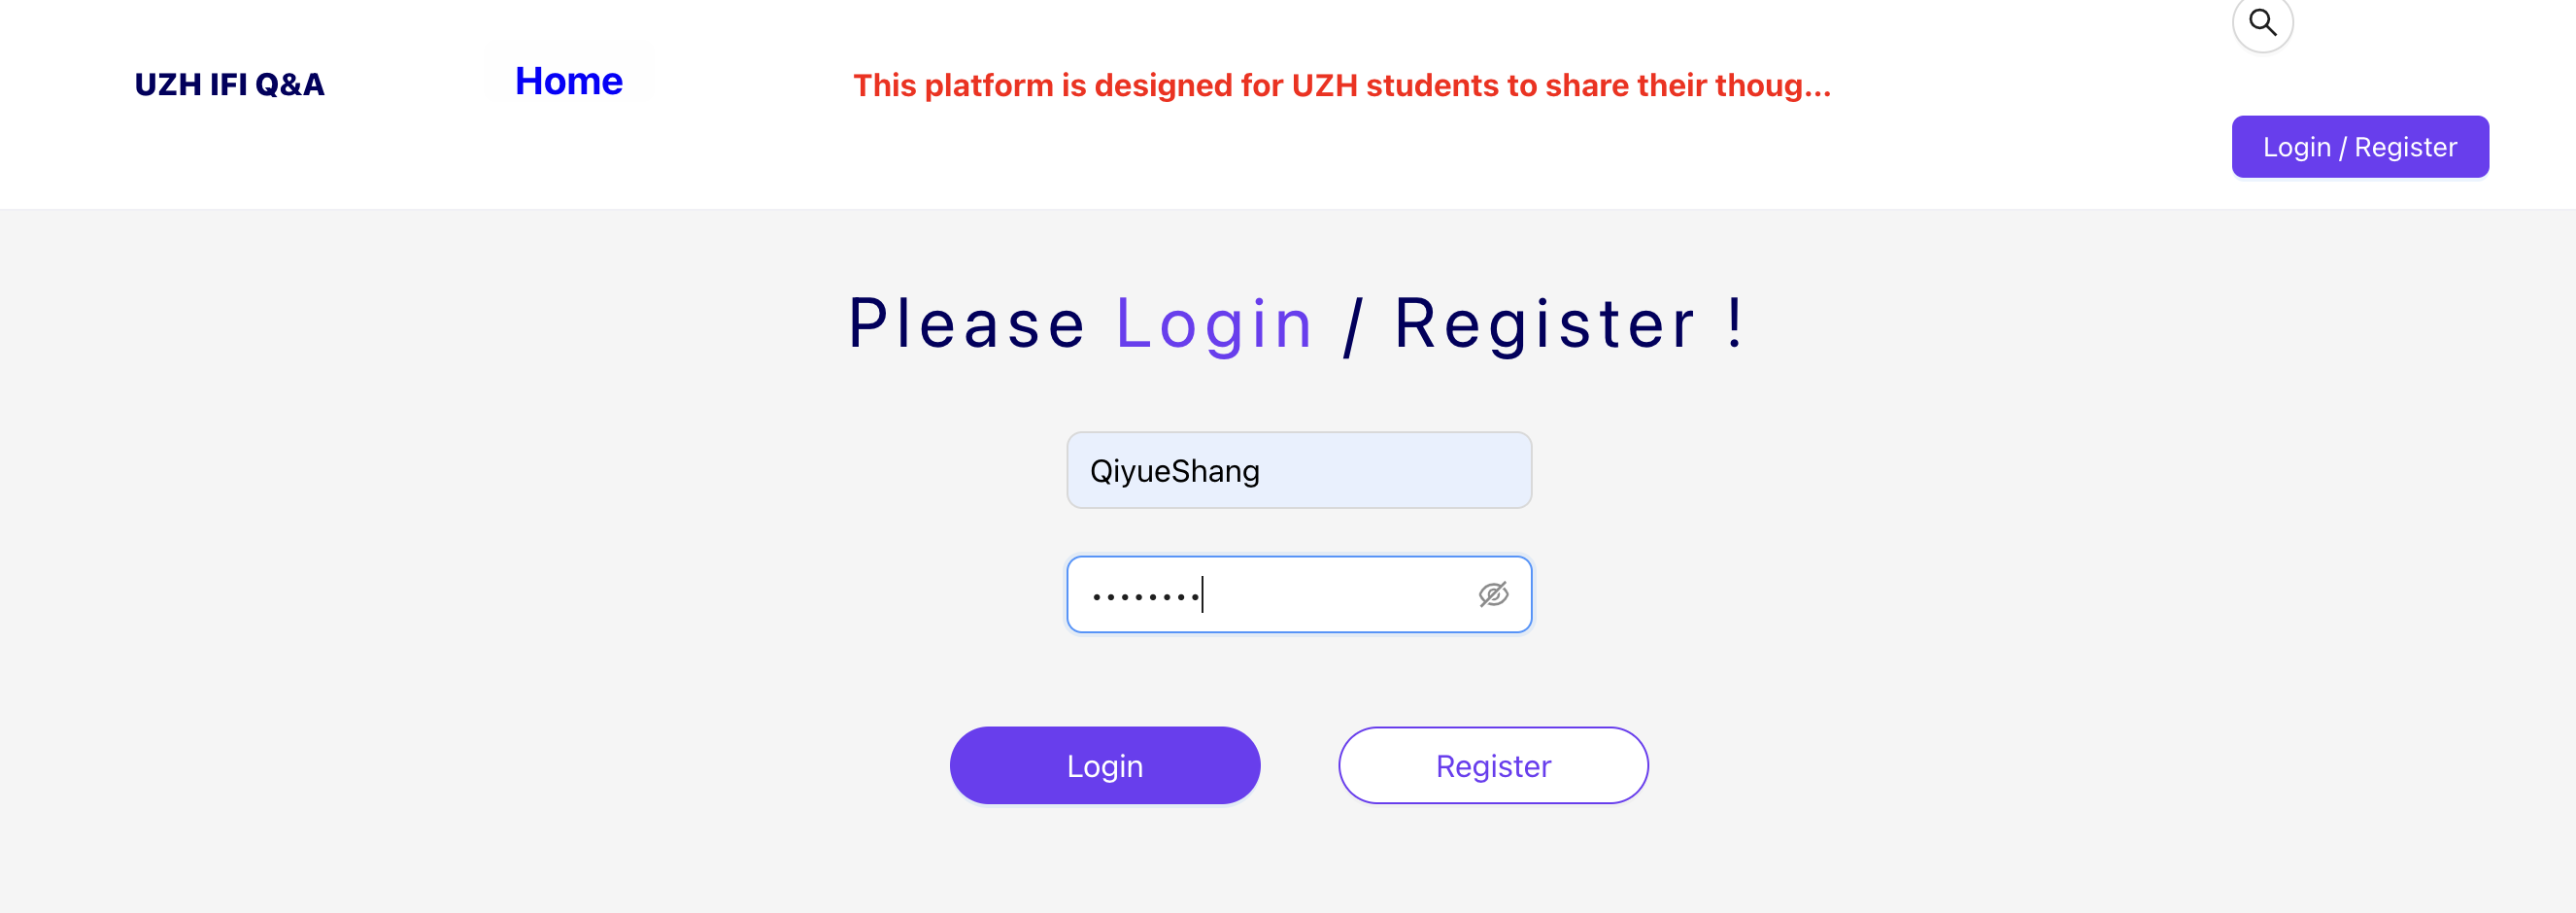 UZH IFI Q&A
Home
This platform is designed for UZH students to share their thoug...
Login / Register
Please Login / Register !
QiyueShang
••••••••
Login
Register